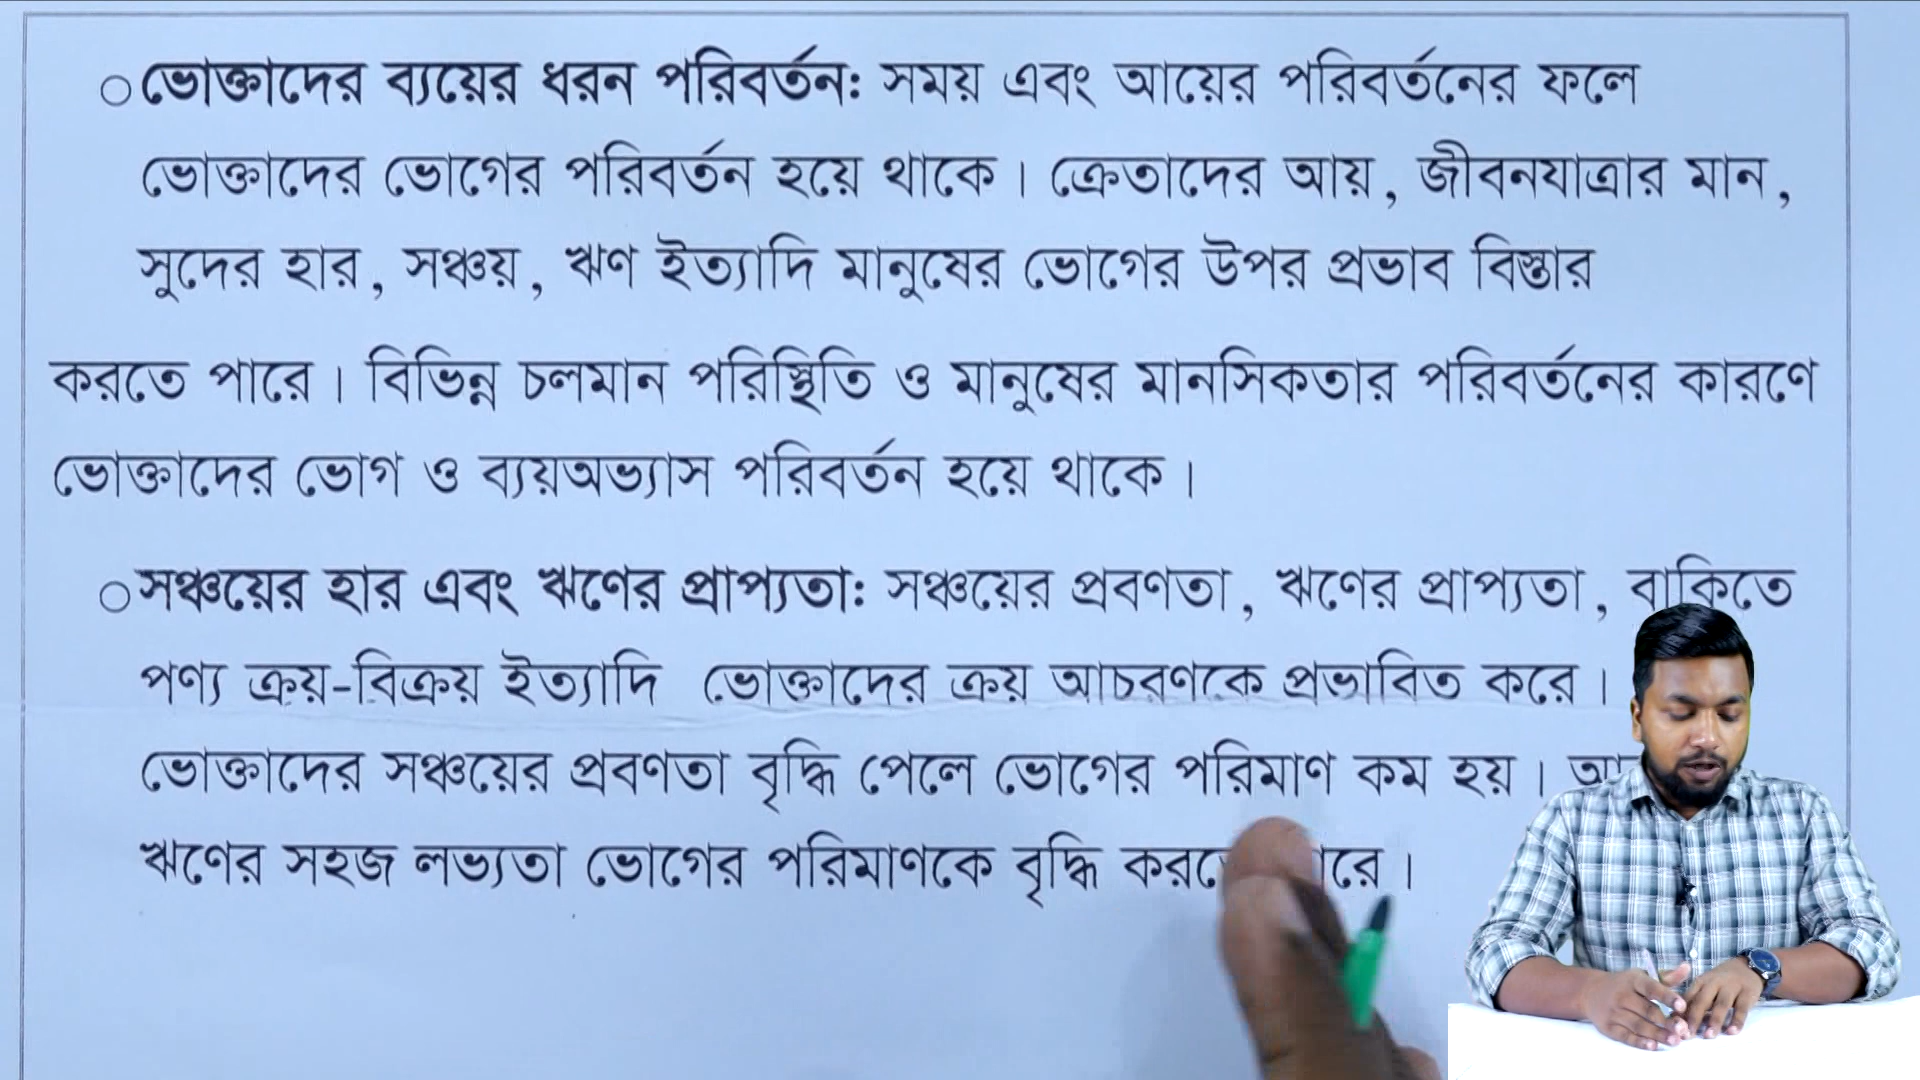 ভোক্তাদের ব্যয়ের ধরন পরিবর্তন: সময় এবং আয়ের পরিবর্তনের ফলে
ভোক্তাদের ভোগের পরিবর্তন হয়ে থাকে। ক্রেতাদের আয়, জীবনযাত্রার মান,
সুদের হার, সঞ্চয়, ঋণ ইত্যাদি মানুষের ভোগের উপর প্রভাব বিস্তার
করতে পারে। বিভিন্ন চলমান পরিস্থিতি ও মানুষের মানসিকতার পরিবর্তনের কারণে
ভোক্তাদের ভোগ ও ব্যয়অভ্যাস পরিবর্তন হয়ে থাকে।
সঞ্চয়ের হার এবং ঋণের প্রাপ্যতা: সঞ্চয়ের প্রবণতা, ঋণের প্রাপ্যতা, বাকিতে
পণ্য ক্রয়-বিক্রয় ইত্যাদি ভোক্তাদের ক্রয় আচরণকে প্রভাবিত করে।
ভোক্তাদের সঞ্চয়ের প্রবণতা বৃদ্ধি পেলে ভোগের পরিমাণ কম হয়।
ঋণের সহজ লভ্যতা ভোগের পরিমাণকে বৃদ্ধি